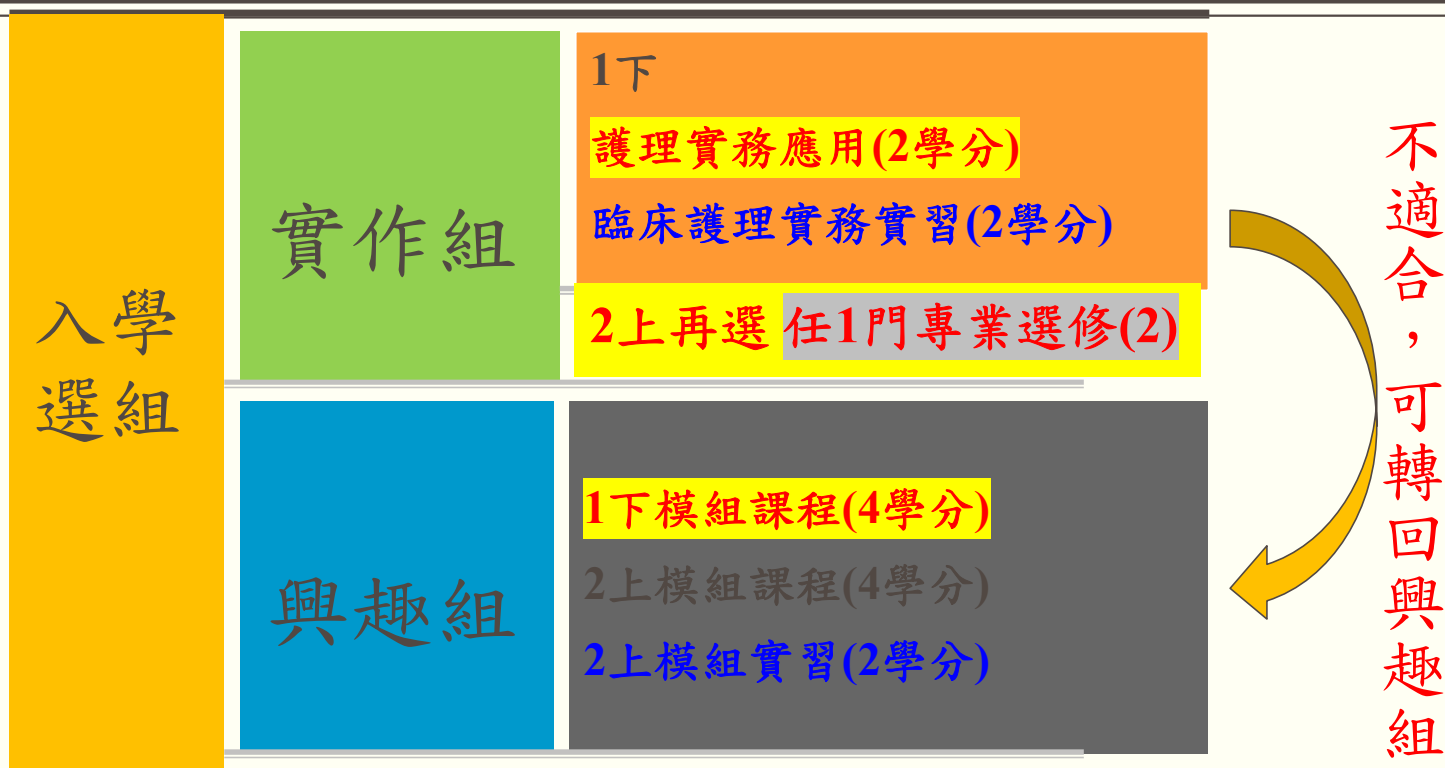 入學
選組
實作組
1下
護理實務應用(2學分)
臨床護理實務實習(2學分)
2上再選 任1門專業選修(2)
興趣組
1下模組課程(4學分)
2上模組課程(4學分)
2上模組實習(2學分)
不適合，可轉回興趣組